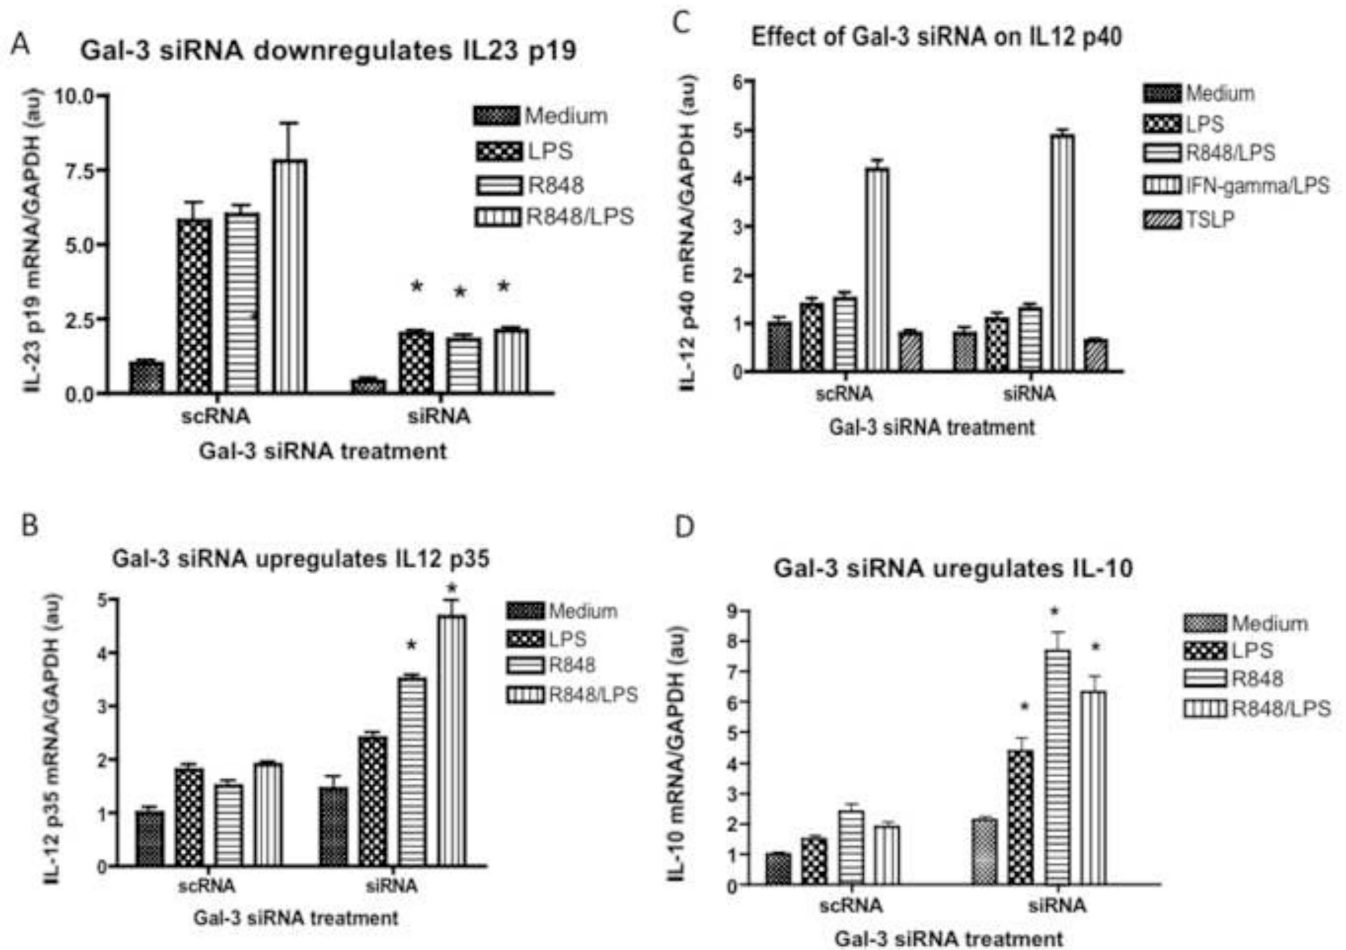 A
Gal-3 siRNA downregulates IL23 p19
IL-23 p19 mRNA/GAPDH (au)
10.0
7.5
5.0
2.5
0.0
Medium
LPS
R848
R848/LPS
* * *
scRNA siRNA
Gal-3 siRNA treatment
C
Effect of Gal-3 siRNA on IL12 p40
IL-12 p40 mRNA/GAPDH (au)
6
5
4
3
2
1
0
Medium
LPS
R848/LPS
IFN-gamma/LPS
TSLP
scRNA siRNA
Gal-3 siRNA treatment
B
Gal-3 siRNA upregulates IL12 p35
IL-12 p35 mRNA/GAPDH (au)
5
4
3
2
1
0
* *
Medium
LPS
R848
R848/LPS
scRNA siRNA
Gal-3 siRNA treatment
D
Gal-3 siRNA uregulates IL-10
IL-10 mRNA/GAPDH (au)
9
8
7
6
5
4
3
2
1
0
* * *
Medium
LPS
R848
R848/LPS
scRNA siRNA
Gal-3 siRNA treatment